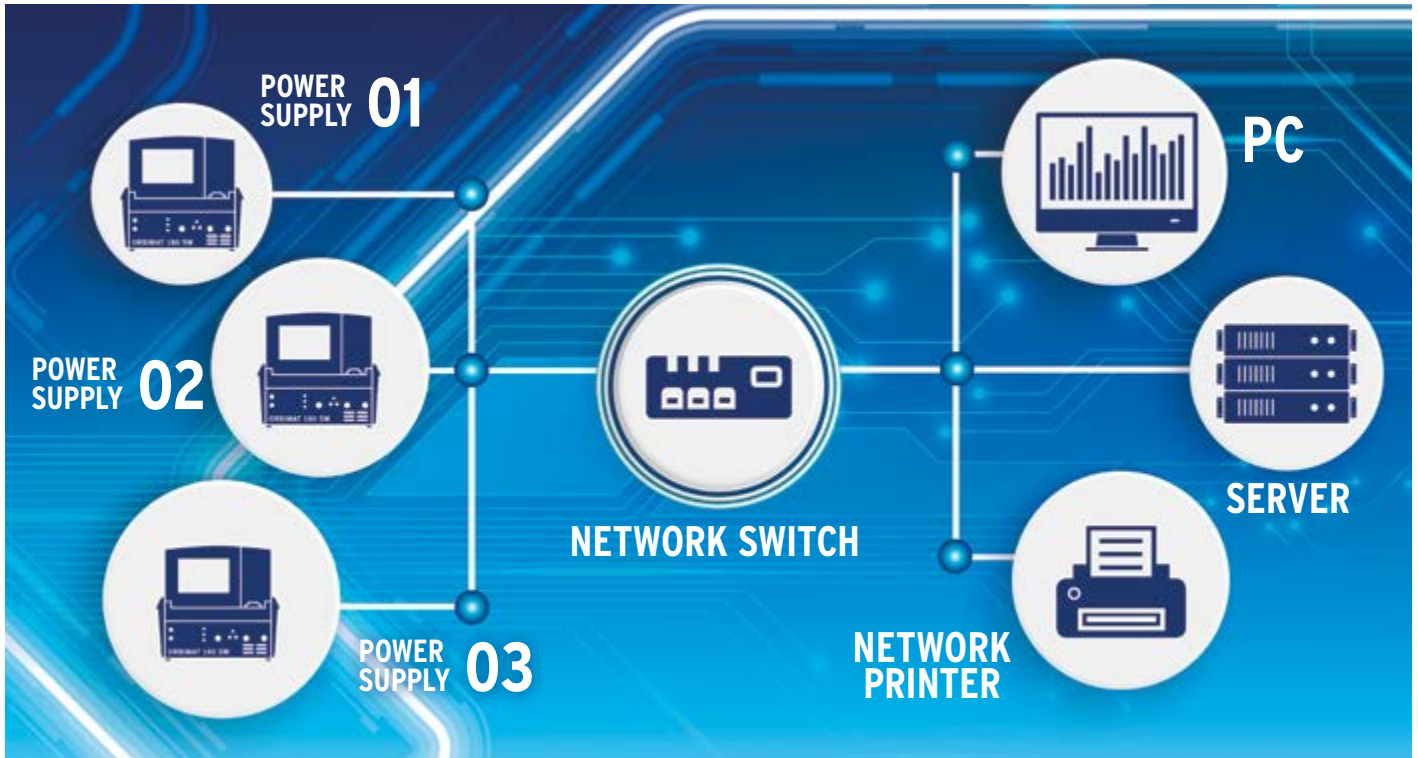 POWER
SUPPLY 01
PC
POWER
SUPPLY 02
SERVER
NETWORK SWITCH
POWER
SUPPLY 03
NETWORK
PRINTER